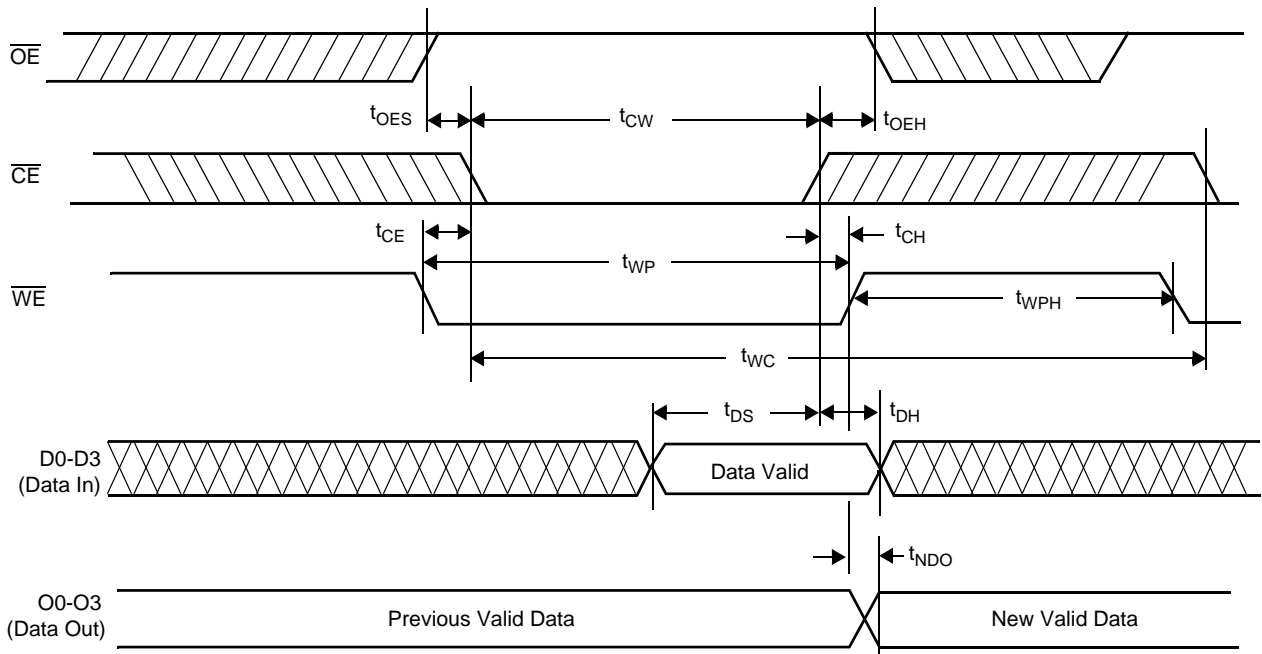 OE
tOES
tCW
tOEH
CE
tCE
tCH
tWP
WE
tWPH
tWC
tDS
tDH
D0-D3
(Data In)
Data Valid
tNDO
O0-O3
(Data Out)
Previous Valid Data
New Valid Data